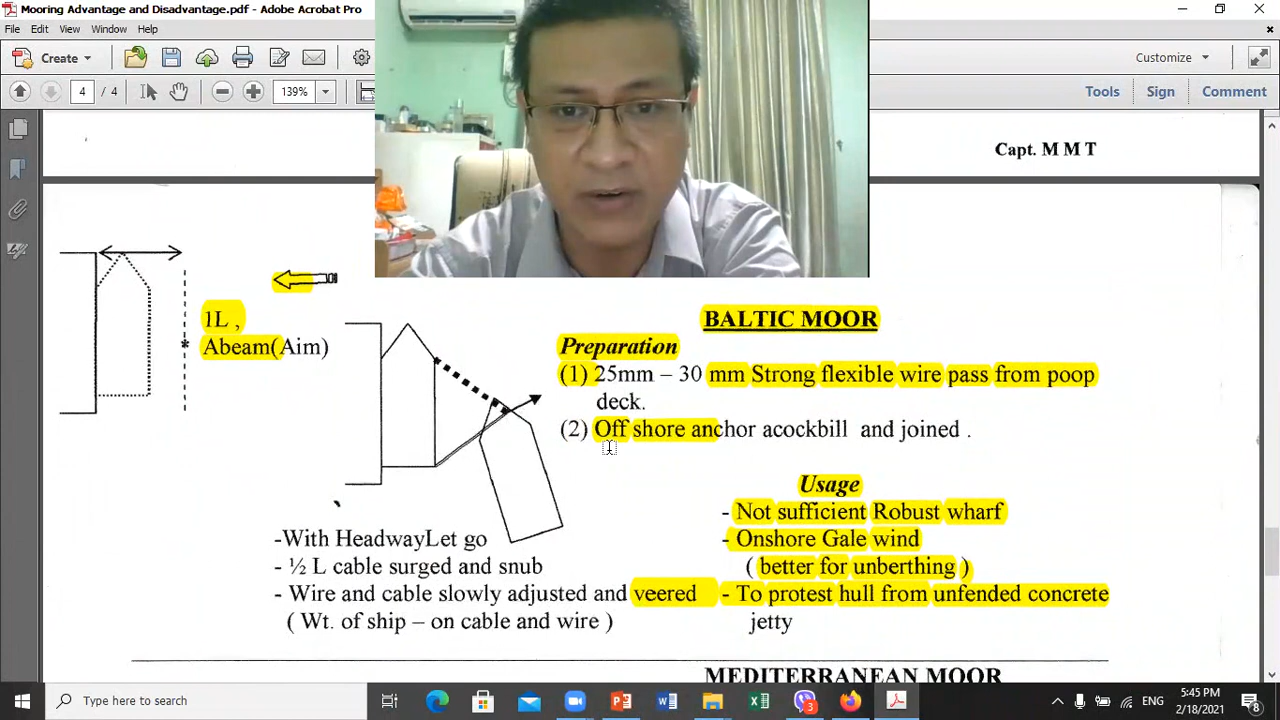 Mooring Advantage and Disadvantage.pdf - Adobe Acrobat Pro
File Edit View Window Help
Create
Customize
4 / 4
139%
Tools Sign Comment
Capt. M M T
1L ,
Abeam(Aim)
BALTIC MOOR
Preparation
(1) 25mm – 30 mm Strong flexible wire pass from poop
deck.
(2) Off shore anchor acockbill and joined .
Usage
- Not sufficient Robust wharf
- Onshore Gale wind
( better for unberthing )
- To protest hull from unfended concrete
jetty
-With HeadwayLet go
- ½ L cable surged and snub
- Wire and cable slowly adjusted and veered
( Wt. of ship – on cable and wire )
MEDITERRANEAN MOOR
Type here to search
3
ENG
5:45 PM
2/18/2021
8